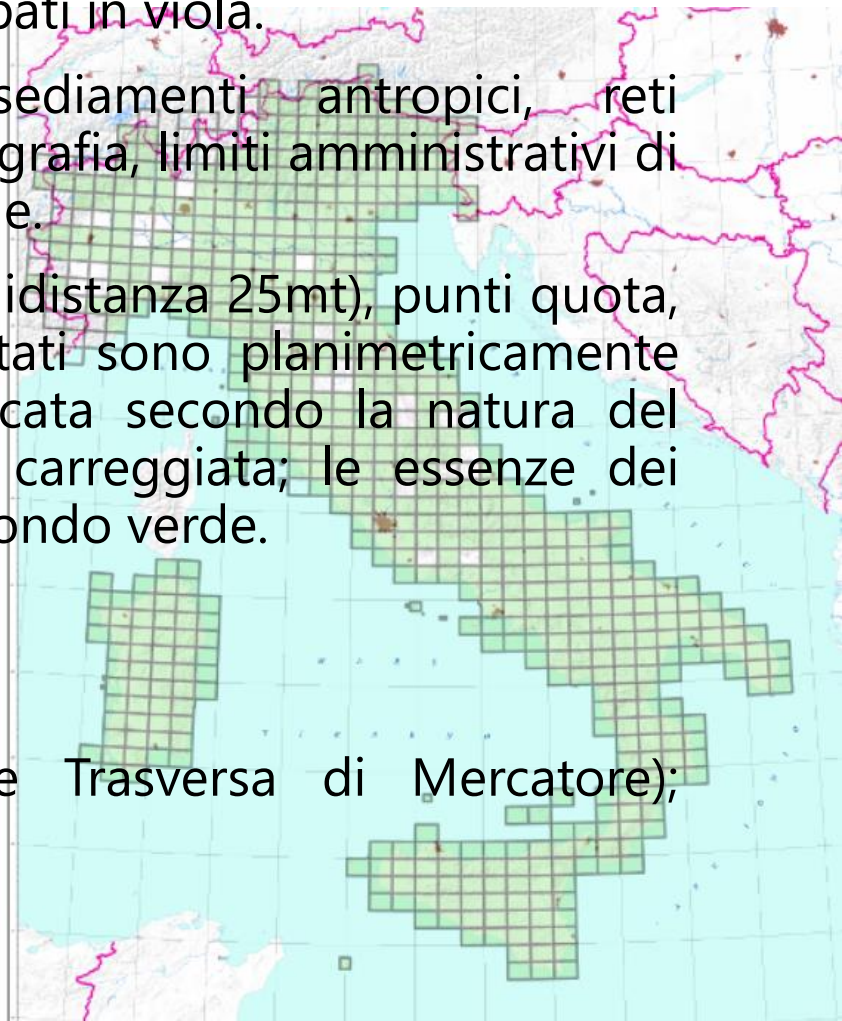 pati in viola.
sediamenti antropici, reti
grafia, limiti amministrativi di
e.
idistanza 25mt), punti quota,
tati sono planimetricamente
cata secondo la natura del
carreggiata; le essenze dei
ondo verde.
e Trasversa di Mercatore);